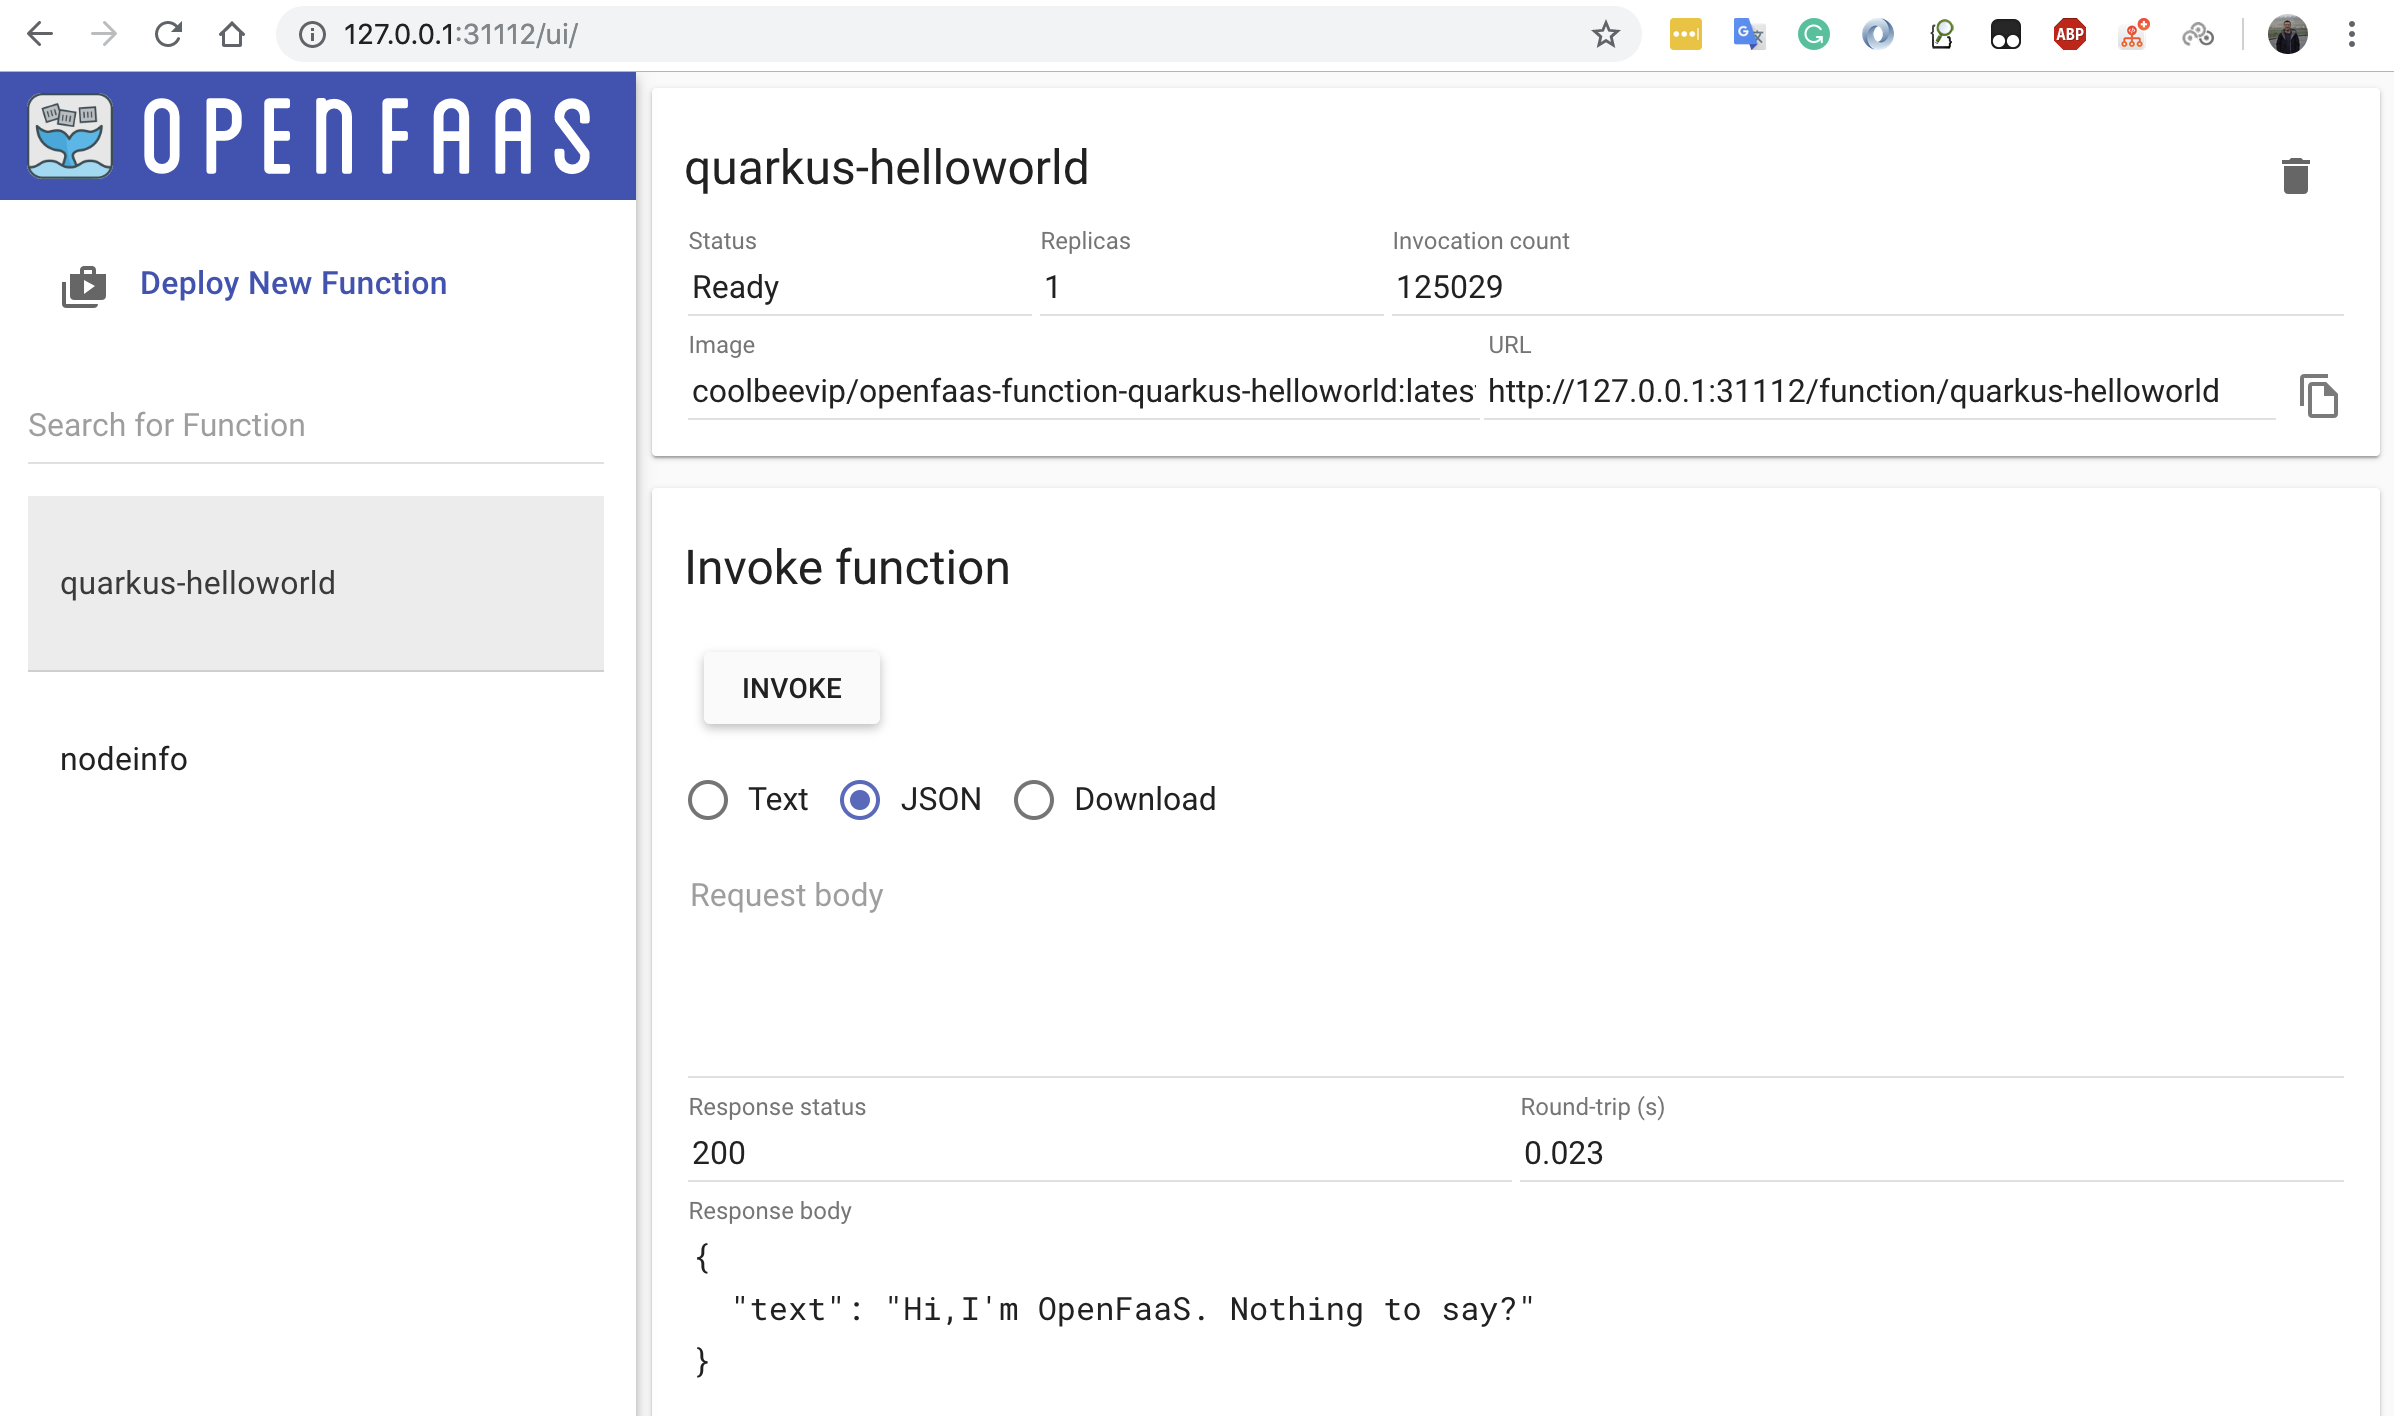 127.0.0.1:31112/ui/
ABP
OPENFAAS
Deploy New Function
Search for Function
quarkus-helloworld
nodeinfo
quarkus-helloworld
Status Replicas Invocation count
Ready 1 125029
Image URL
coolbeevip/openfaas-function-quarkus-helloworld:lates http://127.0.0.1:31112/function/quarkus-helloworld
Invoke function
INVOKE
Text JSON Download
Request body
Response status Round-trip (s)
200 0.023
Response body
{
"text": "Hi,I'm OpenFaaS. Nothing to say?"
}